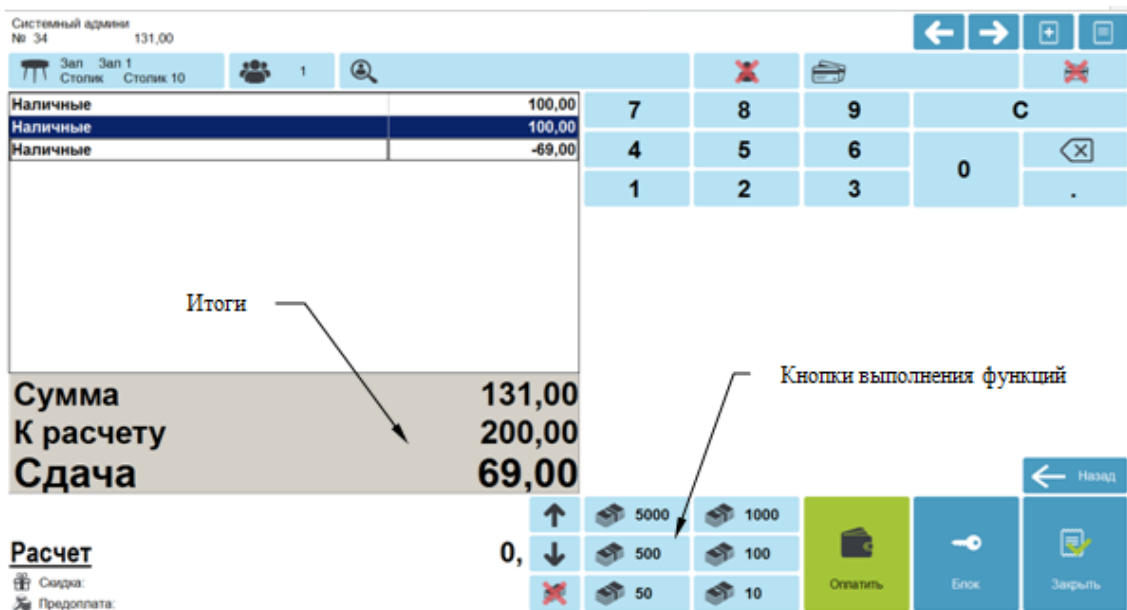 Системный админи
№ 34 131,00
Зал Зал 1
Столик Столик 10
1
Наличные 100,00
Наличные 100,00
Наличные -69,00
7 8 9 C
4 5 6 0
1 2 3 .
Итоги
Кнопки выполнения функций
Сумма 131,00
К расчету 200,00
Сдача 69,00
Назад
5000 1000
Расчет 0,
500 100
50 10
Оплатить Блок Закрыть
Скидка:
Предоплата: